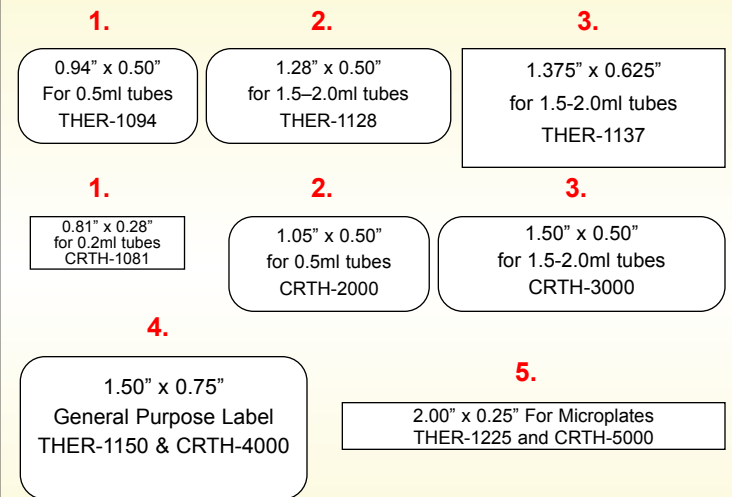 1.
2.
3.
0.94” x 0.50”
For 0.5ml tubes
THER-1094
1.28” x 0.50”
for 1.5–2.0ml tubes
THER-1128
1.375” x 0.625”
for 1.5-2.0ml tubes
THER-1137
1.
2.
3.
0.81” x 0.28”
for 0.2ml tubes
CRTH-1081
1.05” x 0.50”
for 0.5ml tubes
CRTH-2000
1.50” x 0.50”
for 1.5-2.0ml tubes
CRTH-3000
4.
1.50” x 0.75”
General Purpose Label
THER-1150 & CRTH-4000
5.
2.00” x 0.25” For Microplates
THER-1225 and CRTH-5000